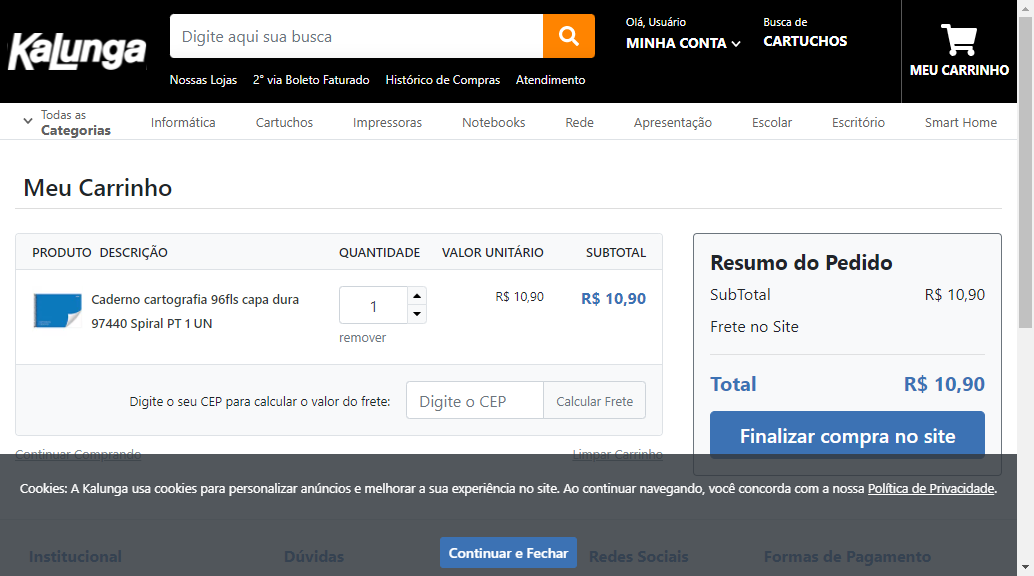 Kalunga
Digite aqui sua busca
Olá, Usuário
MINHA CONTA
Busca de
CARTUCHOS
MEU CARRINHO
Nossas Lojas 2° via Boleto Faturado Histórico de Compras Atendimento
Todas as
Categorias
Informática Cartuchos Impressoras Notebooks Rede Apresentação Escolar Escritório Smart Home
Meu Carrinho
PRODUTO DESCRIÇÃO QUANTIDADE VALOR UNITÁRIO SUBTOTAL
Caderno cartografia 96fls capa dura
97440 Spiral PT 1 UN
1
remover
R$ 10,90
R$ 10,90
Digite o seu CEP para calcular o valor do frete: Digite o CEP Calcular Frete
Continuar Comprando Limpar Carrinho
Resumo do Pedido
SubTotal R$ 10,90
Frete no Site
Total R$ 10,90
Finalizar compra no site
Cookies: A Kalunga usa cookies para personalizar anúncios e melhorar a sua experiência no site. Ao continuar navegando, você concorda com a nossa Política de Privacidade.
Continuar e Fechar
Institucional Dúvidas Redes Sociais Formas de Pagamento